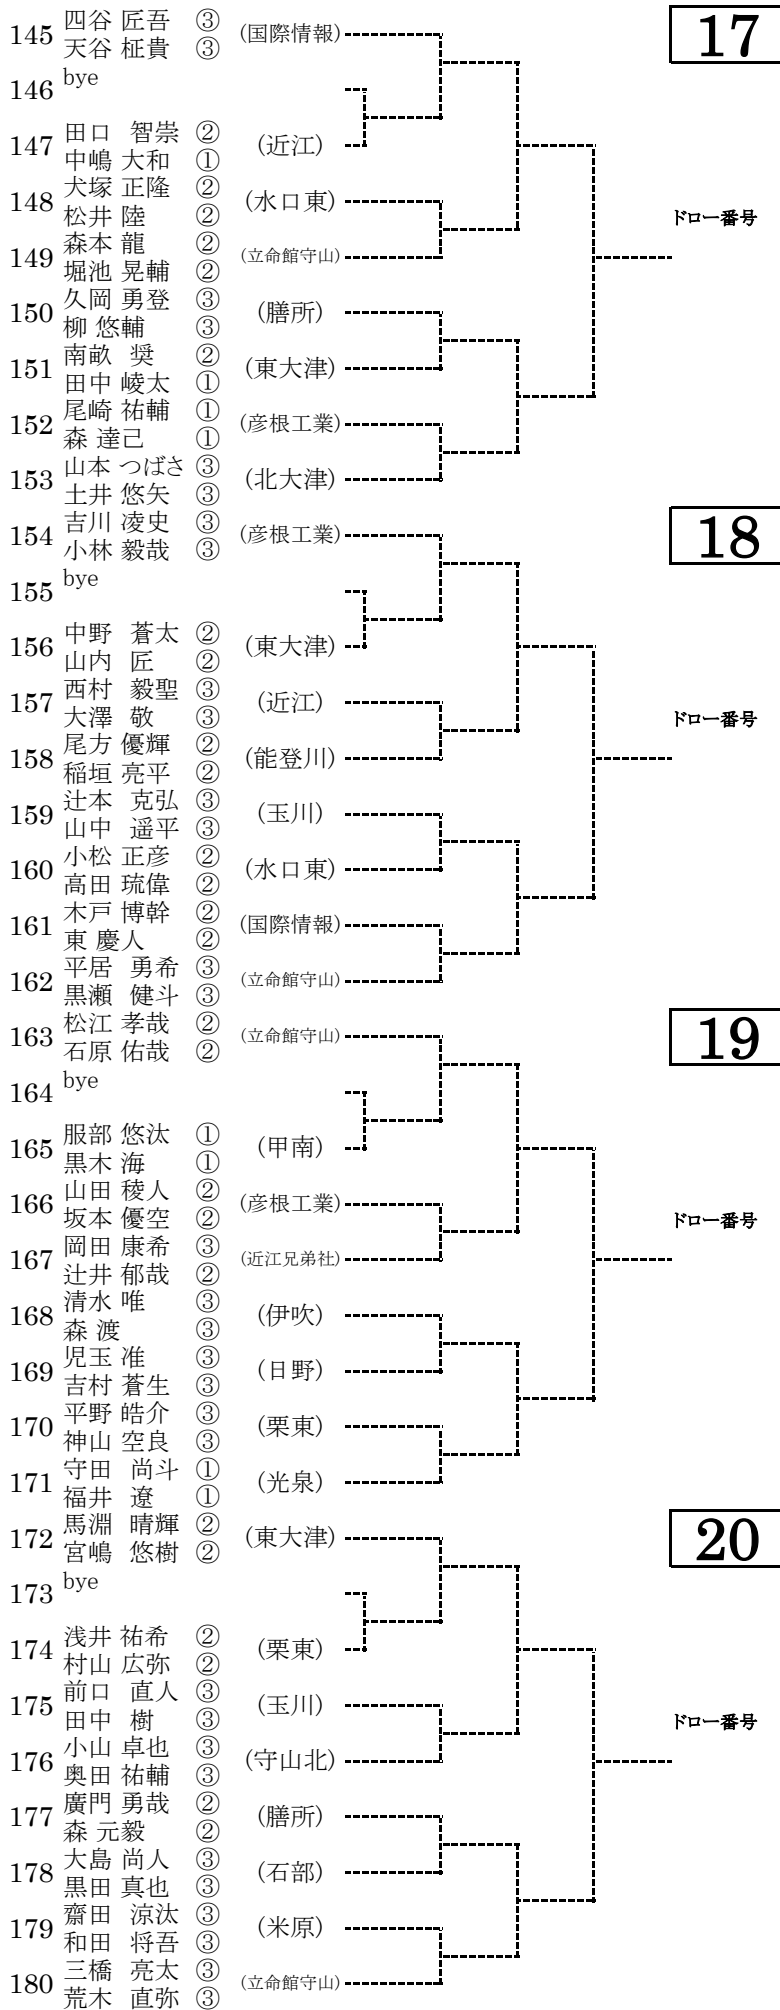 17
145 四谷 匠吾 ③ (国際情報)
天谷 柾貴 ③
146 bye
147 田口 智崇 ② (近江)
中嶋 大和 ①
148 犬塚 正隆 ② (水口東)
松井 陸 ②
ドロー番号
149 森本 龍 ② (立命館守山)
堀池 晃輔 ②
150 久岡 勇登 ③ (膳所)
柳 悠輔 ③
151 南畝 奨 ② (東大津)
田中 崚太 ①
152 尾崎 祐輔 ① (彦根工業)
森 達己 ①
153 山本 つばさ ③ (北大津)
土井 悠矢 ③
18
154 吉川 凌史 ③ (彦根工業)
小林 毅哉 ③
155 bye
156 中野 蒼太 ② (東大津)
山内 匠 ②
157 西村 毅聖 ③ (近江)
大澤 敬 ③
ドロー番号
158 尾方 優輝 ② (能登川)
稲垣 亮平 ②
159 辻本 克弘 ③ (玉川)
山中 遥平 ③
160 小松 正彦 ② (水口東)
高田 琉偉 ②
161 木戸 博幹 ② (国際情報)
東 慶人 ②
162 平居 勇希 ③ (立命館守山)
黒瀬 健斗 ③
19
163 松江 孝哉 ② (立命館守山)
石原 佑哉 ②
164 bye
165 服部 悠汰 ① (甲南)
黒木 海 ①
166 山田 稜人 ② (彦根工業)
坂本 優空 ②
ドロー番号
167 岡田 康希 ③ (近江兄弟社)
辻井 郁哉 ②
168 清水 唯 ③ (伊吹)
森 渡 ③
169 児玉 准 ③ (日野)
吉村 蒼生 ③
170 平野 皓介 ③ (栗東)
神山 空良 ③
171 守田 尚斗 ① (光泉)
福井 遼 ①
20
172 馬淵 晴輝 ② (東大津)
宮嶋 悠樹 ②
173 bye
174 浅井 祐希 ② (栗東)
村山 広弥 ②
175 前口 直人 ③ (玉川)
田中 樹 ③
ドロー番号
176 小山 卓也 ③ (守山北)
奥田 祐輔 ③
177 廣門 勇哉 ② (膳所)
森 元毅 ②
178 大島 尚人 ③ (石部)
黒田 真也 ③
179 齋田 涼汰 ③ (米原)
和田 将吾 ③
180 三橋 亮太 ③ (立命館守山)
荒木 直弥 ③